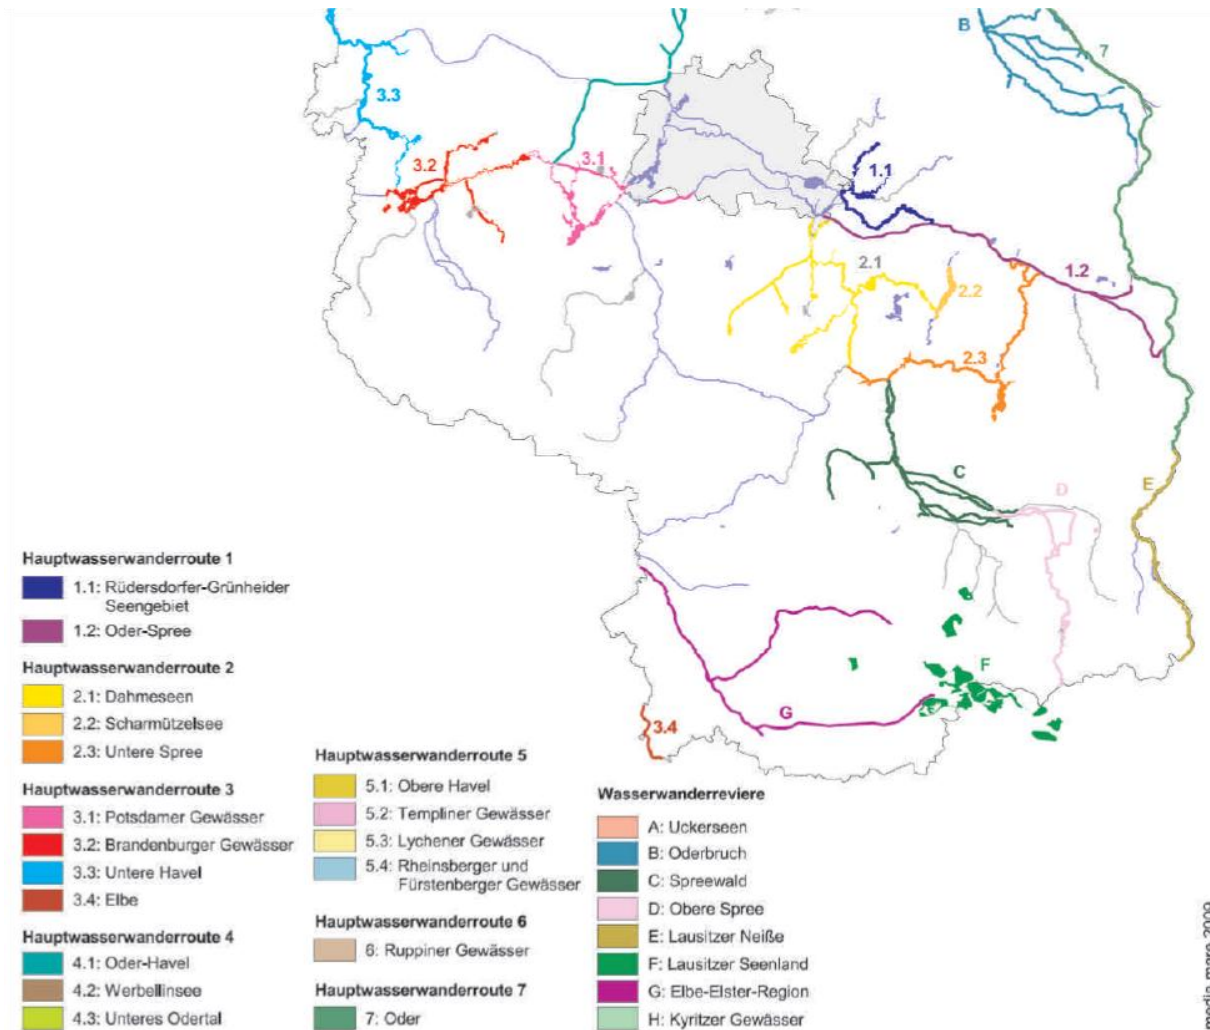 B
7
3.3
3.2
3.1
1.1
2.1
2.2
1.2
2.3
C
D
E
F
G
3.4
Hauptwasserwanderroute 1
1.1: Rüdersdorfer-Grünheider
Seengebiet
1.2: Oder-Spree
Hauptwasserwanderroute 2
2.1: Dahmeseen
2.2: Scharmützelsee
2.3: Untere Spree
Hauptwasserwanderroute 3
3.1: Potsdamer Gewässer
3.2: Brandenburger Gewässer
3.3: Untere Havel
3.4: Elbe
Hauptwasserwanderroute 4
4.1: Oder-Havel
4.2: Werbellinsee
4.3: Unteres Odertal
Hauptwasserwanderroute 5
5.1: Obere Havel
5.2: Templiner Gewässer
5.3: Lychener Gewässer
5.4: Rheinsberger und
Fürstenberger Gewässer
Hauptwasserwanderroute 6
6: Ruppiner Gewässer
Hauptwasserwanderroute 7
7: Oder
Wasserwanderreviere
A: Uckerseen
B: Oderbruch
C: Spreewald
D: Obere Spree
E: Lausitzer Neiße
F: Lausitzer Seenland
G: Elbe-Elster-Region
H: Kyritzer Gewässer
media mare 2009